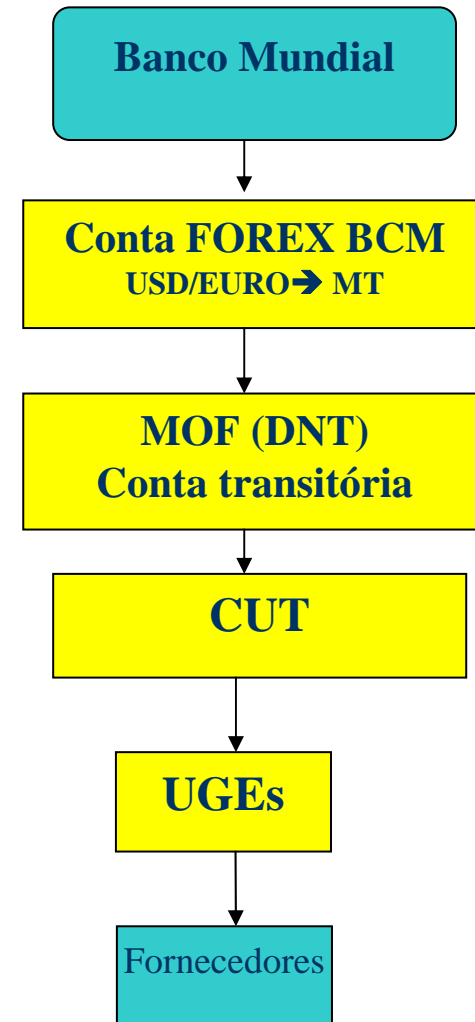 Banco Mundial
Conta FOREX BCM
USD/EURO➔ MT
MOF (DNT)
Conta transitória
CUT
UGEs
Fornecedores